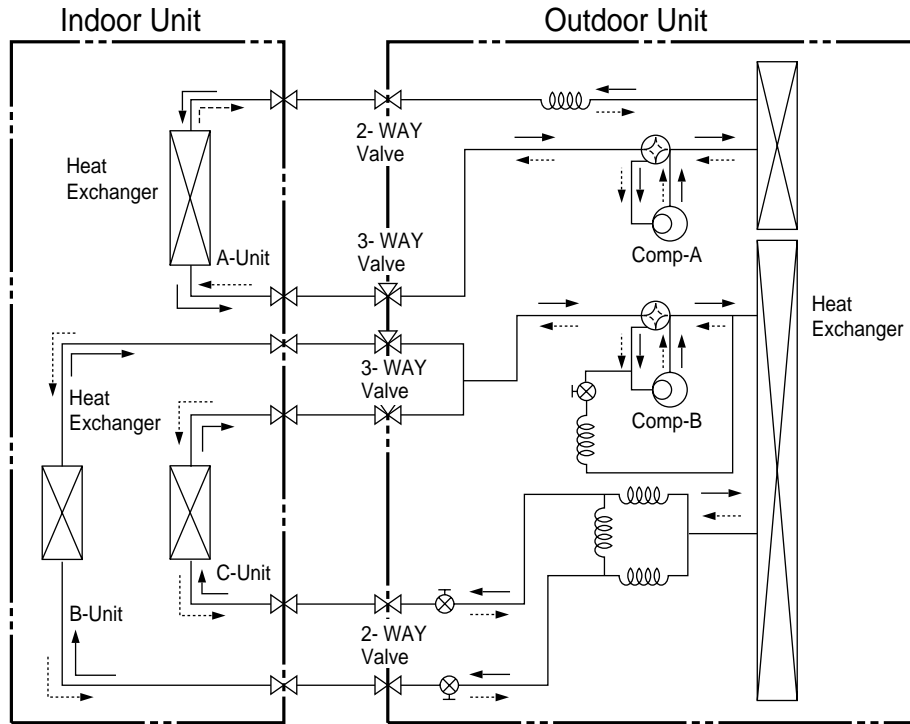 Indoor Unit
Outdoor Unit
2- WAY
Valve
Heat
Exchanger
A-Unit
Comp-A
3- WAY
Valve
Heat
Exchanger
3- WAY
Valve
Heat
Exchanger
Comp-B
C-Unit
B-Unit
2- WAY
Valve